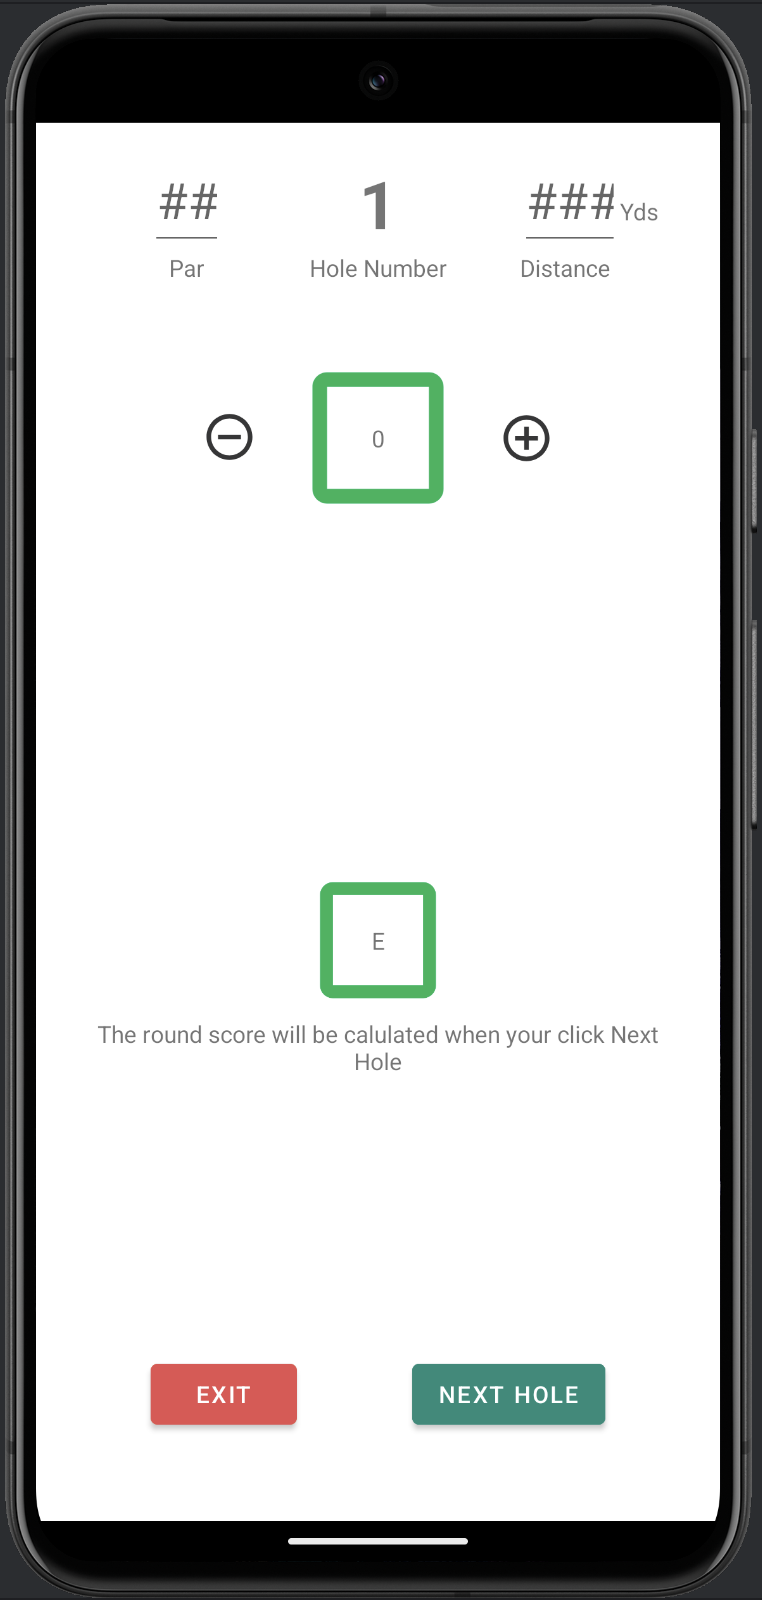 ## 1 ### Yds
Par Hole Number Distance
0
E
The round score will be calulated when your click Next
Hole
EXIT NEXT HOLE